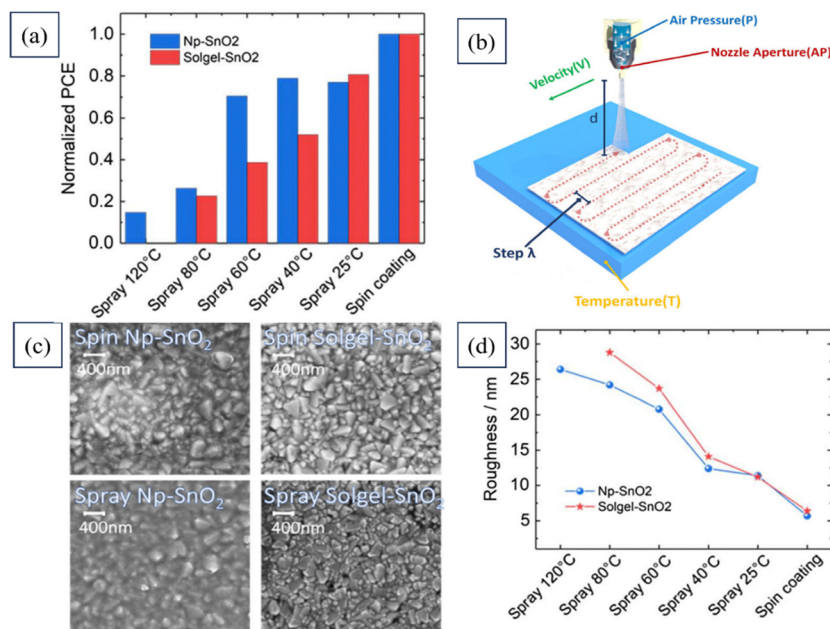 (a)
Normalized PCE
1.0
0.8
0.6
0.4
0.2
0.0
Np-SnO2
Solgel-SnO2
Spray 120°C
Spray 80°C
Spray 60°C
Spray 40°C
Spray 25°C
Spin coating
(b)
Air Pressure(P)
Nozzle Aperture(AP)
Velocity(V)
d
Step λ
Temperature(T)
(c)
Spin Np-SnO₂
400nm
Spin Solgel-SnO₂
400nm
Spray Np-SnO₂
400nm
Spray Solgel-SnO₂
400nm
(d)
Roughness / nm
30
25
20
15
10
5
Np-SnO2
Solgel-SnO2
Spray 120°C
Spray 80°C
Spray 60°C
Spray 40°C
Spray 25°C
Spin coating